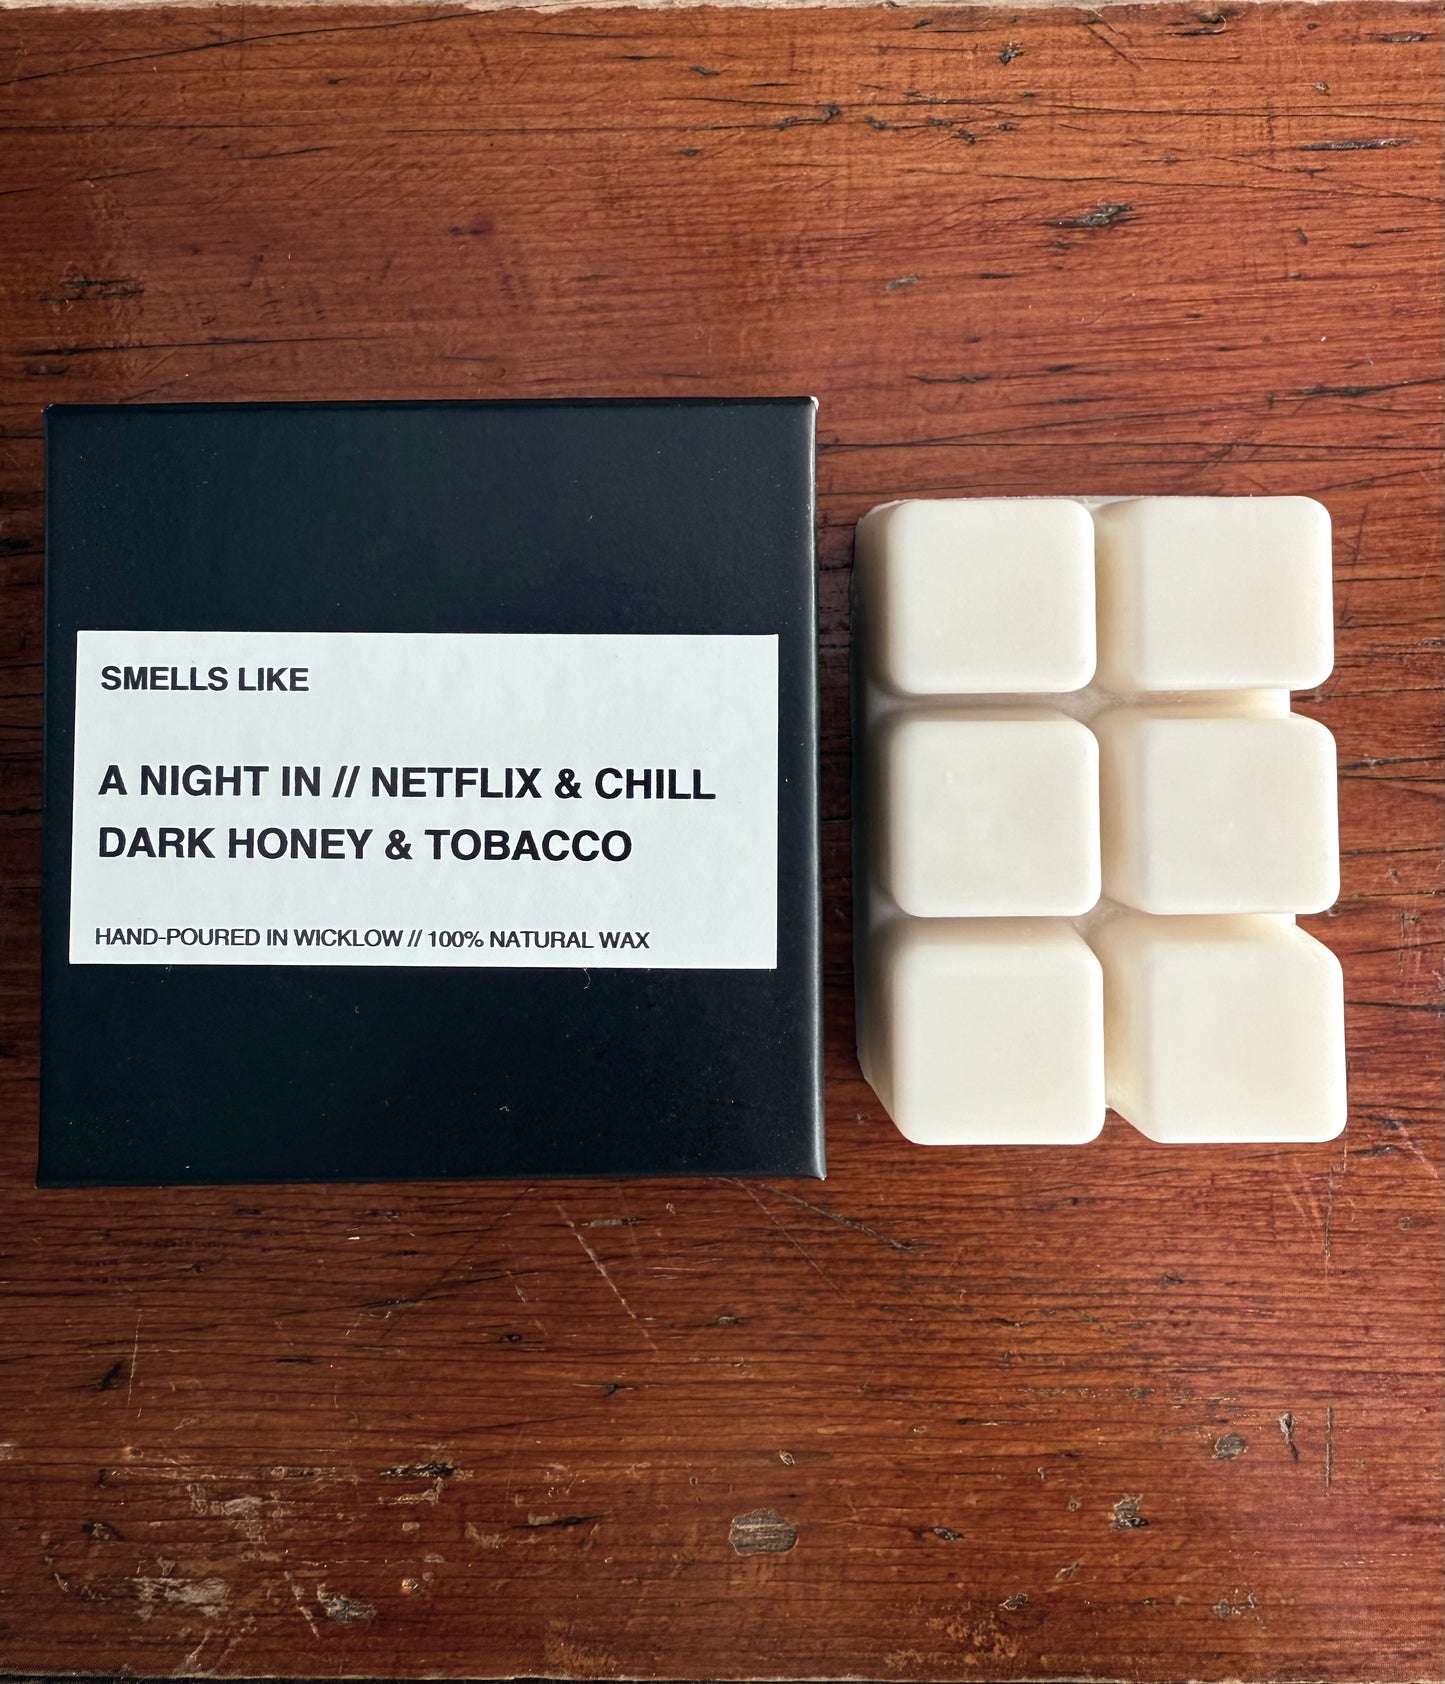 SMELLS LIKE
A NIGHT IN // NETFLIX & CHILL
DARK HONEY & TOBACCO
HAND-POURED IN WICKLOW // 100% NATURAL WAX